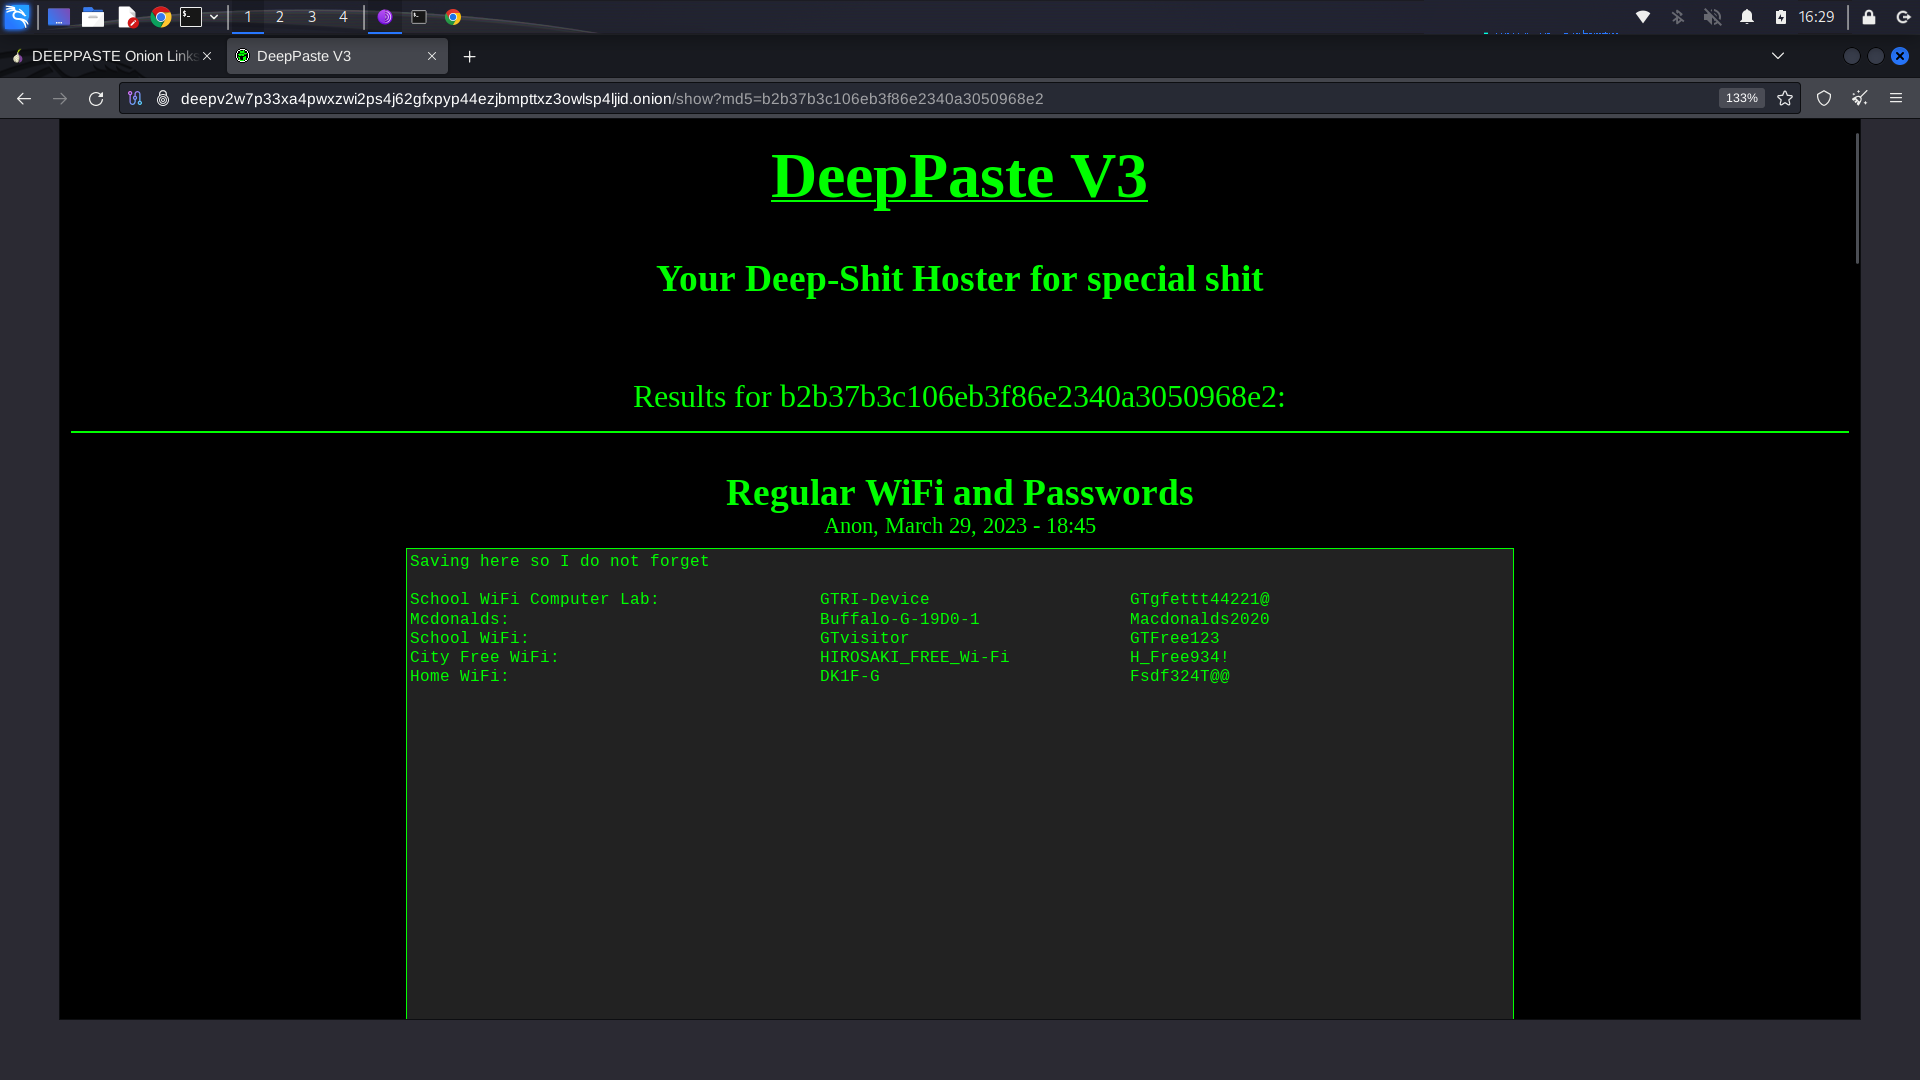 1 2 3 4 16:29
DEEPPASTE Onion Links DeepPaste V3
deepv2w7p33xa4pwxzwi2ps4j62gfxpyp44ezjbmpttxz3owlsp4ljid.onion/show?md5=b2b37b3c106eb3f86e2340a3050968e2 133%
DeepPaste V3
Your Deep-Shit Hoster for special shit
Results for b2b37b3c106eb3f86e2340a3050968e2:
Regular WiFi and Passwords
Anon, March 29, 2023 - 18:45
Saving here so I do not forget
School WiFi Computer Lab: GTRI-Device GTgfettt44221@
Mcdonalds: Buffalo-G-19D0-1 Macdonalds2020
School WiFi: GTvisitor GTFree123
City Free WiFi: HIROSAKI_FREE_Wi-Fi H_Free934!
Home WiFi: DK1F-G Fsdf324T@@